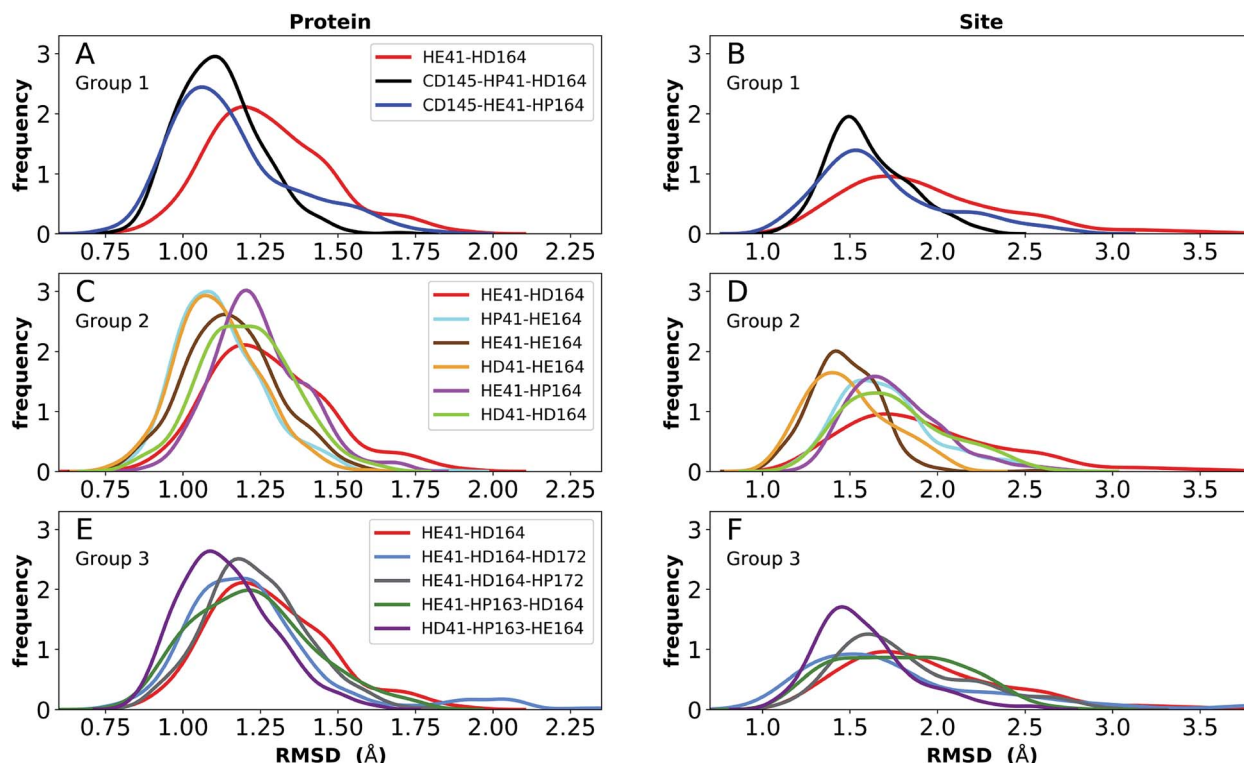 Protein
Site
A
Group 1
HE41-HD164
CD145-HP41-HD164
CD145-HE41-HP164
frequency
3
2
1
0
0.75 1.00 1.25 1.50 1.75 2.00 2.25
B
Group 1
frequency
3
2
1
0
1.0 1.5 2.0 2.5 3.0 3.5
C
Group 2
HE41-HD164
HP41-HE164
HE41-HE164
HD41-HE164
HE41-HP164
HD41-HD164
frequency
3
2
1
0
0.75 1.00 1.25 1.50 1.75 2.00 2.25
D
Group 2
frequency
3
2
1
0
1.0 1.5 2.0 2.5 3.0 3.5
E
Group 3
HE41-HD164
HE41-HD164-HD172
HE41-HD164-HP172
HE41-HP163-HD164
HD41-HP163-HE164
frequency
3
2
1
0
0.75 1.00 1.25 1.50 1.75 2.00 2.25
RMSD (Å)
F
Group 3
frequency
3
2
1
0
1.0 1.5 2.0 2.5 3.0 3.5
RMSD (Å)